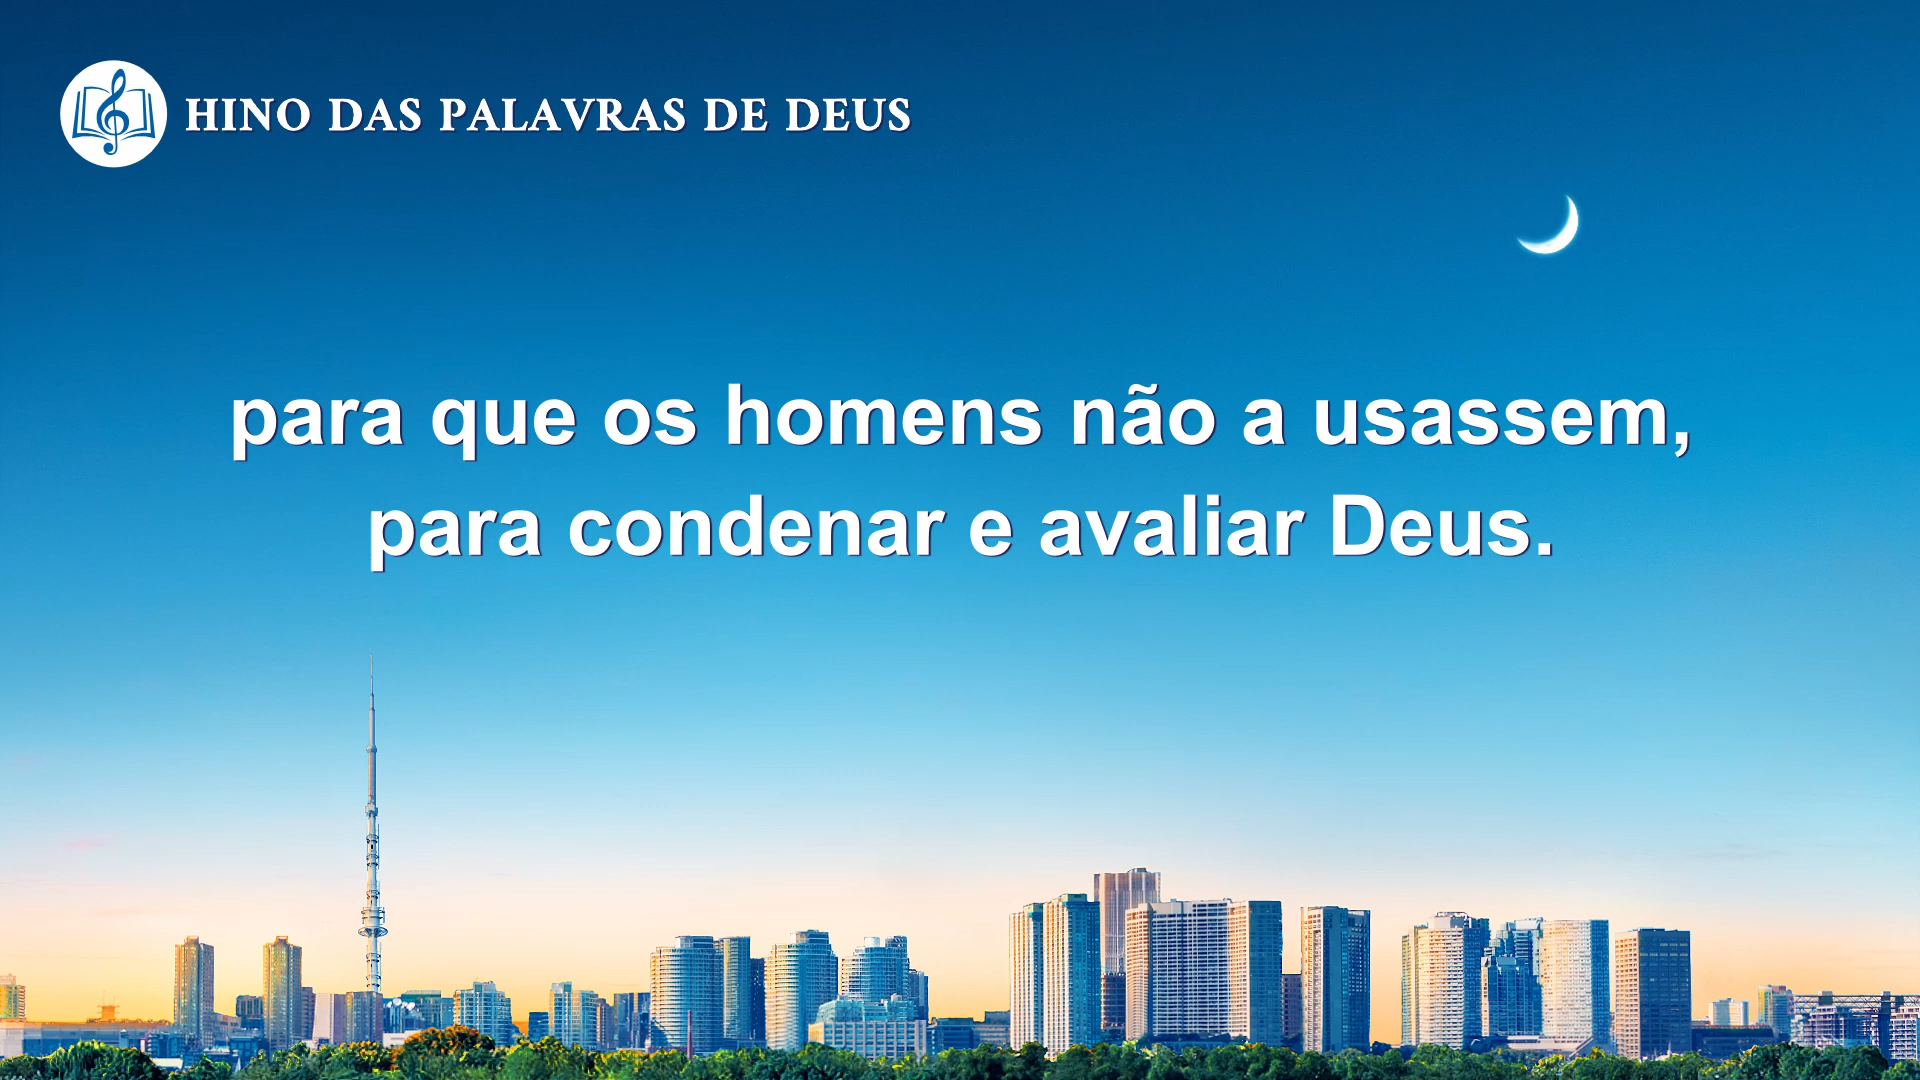 HINO DAS PALAVRAS DE DEUS
para que os homens não a usassem,
para condenar e avaliar Deus.